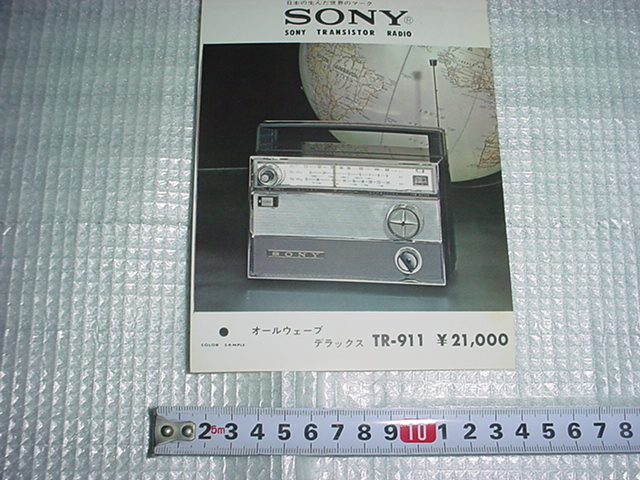 日本の生んだ世界のマーク
SONY®
SONY TRANSISTOR RADIO
SONY
COLOR SAMPLE
オールウェーブ
デラックス TR-911 ¥21,000
2 5m 3 4 5 6 7 8 9 10 1 2 3 4 5 6 7 8